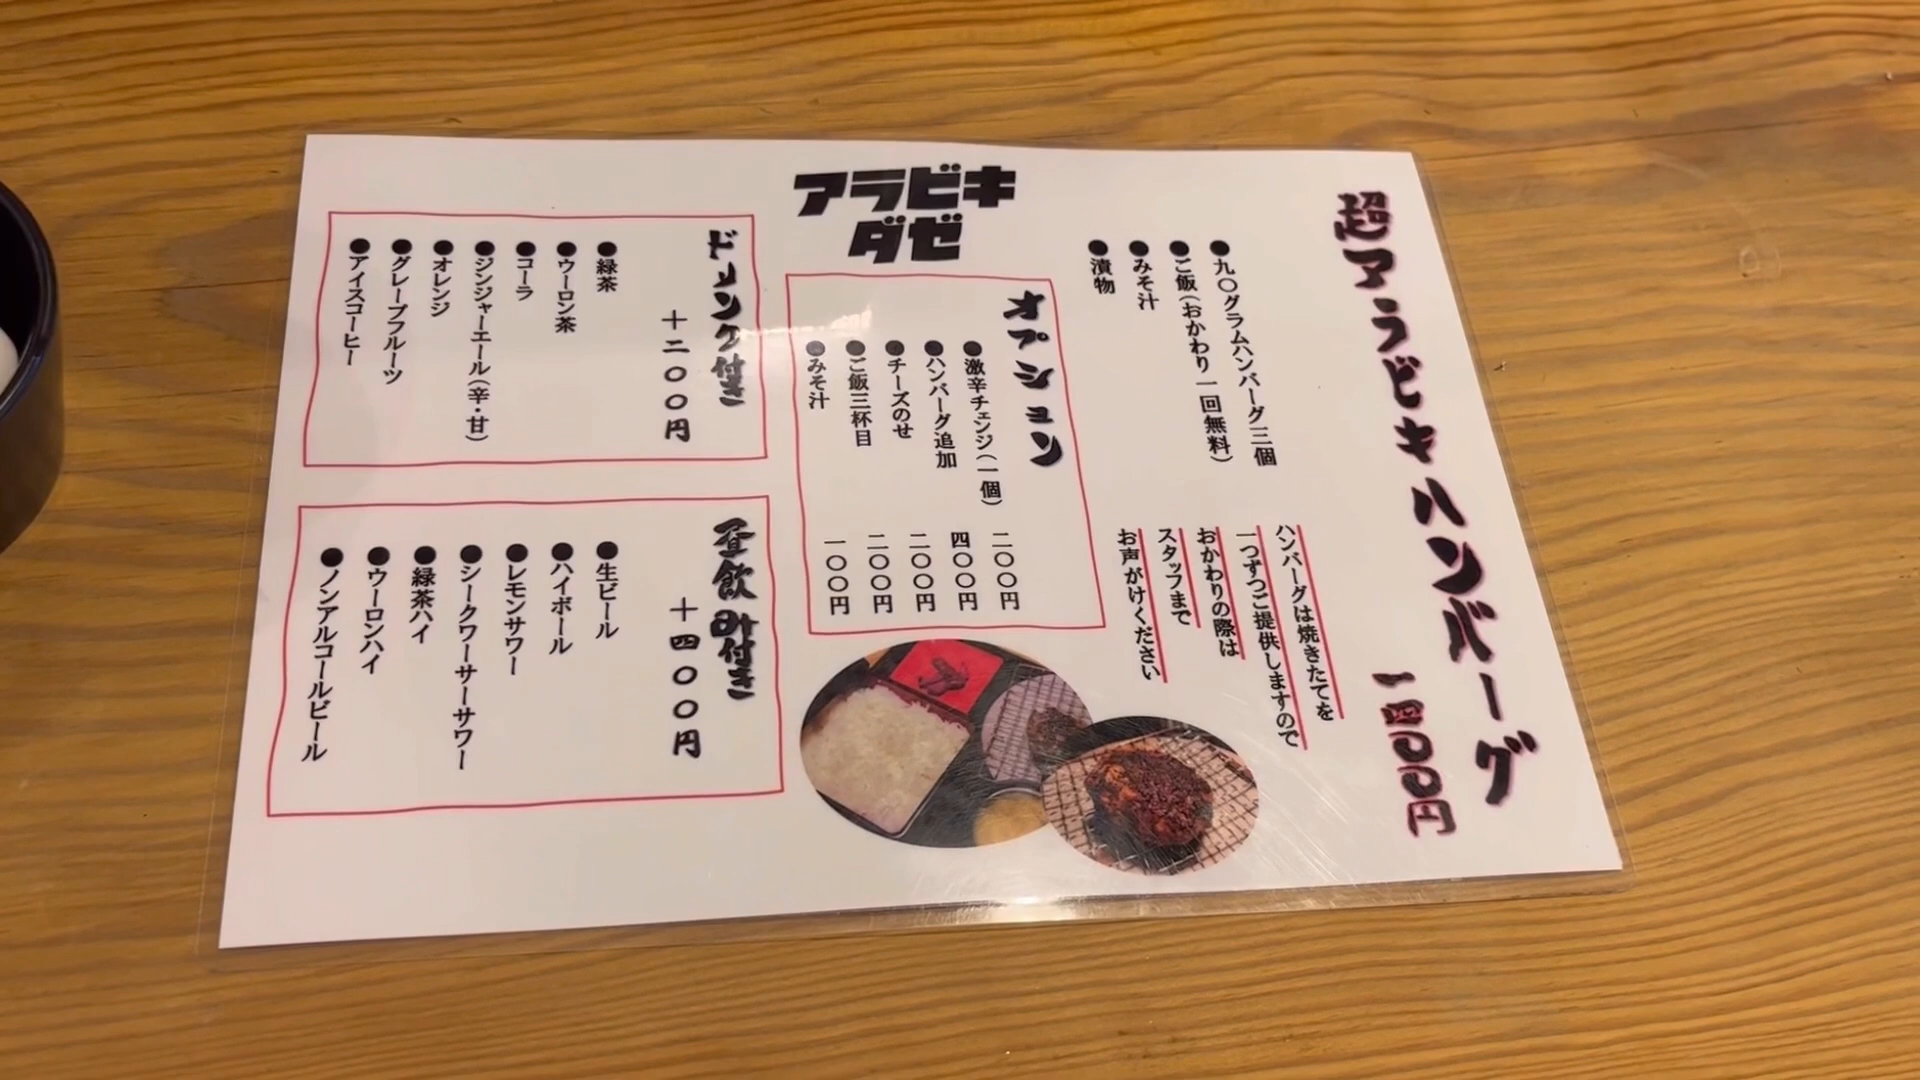 超アラビキハンバーグ
一四〇〇円
●九〇グラムハンバーグ三個
●ご飯(おかわり一回無料)
●みそ汁
●漬物
ハンバーグは焼きたてを
一つずつご提供しますので
おかわりの際は
スタッフまで
お声がけください
アラビキ
ダゼ
オプション
●激辛チェンジ(一個) 二〇〇円
●ハンバーグ追加 四〇〇円
●チーズのせ 二〇〇円
●ご飯三杯目 二〇〇円
●みそ汁 一〇〇円
ドリンク付き
+二〇〇円
●緑茶
●ウーロン茶
●コーラ
●ジンジャーエール(辛・甘)
●オレンジ
●グレープフルーツ
●アイスコーヒー
昼飲み付き
+四〇〇円
●生ビール
●ハイボール
●レモンサワー
●シークワーサーサワー
●緑茶ハイ
●ウーロンハイ
●ノンアルコールビール